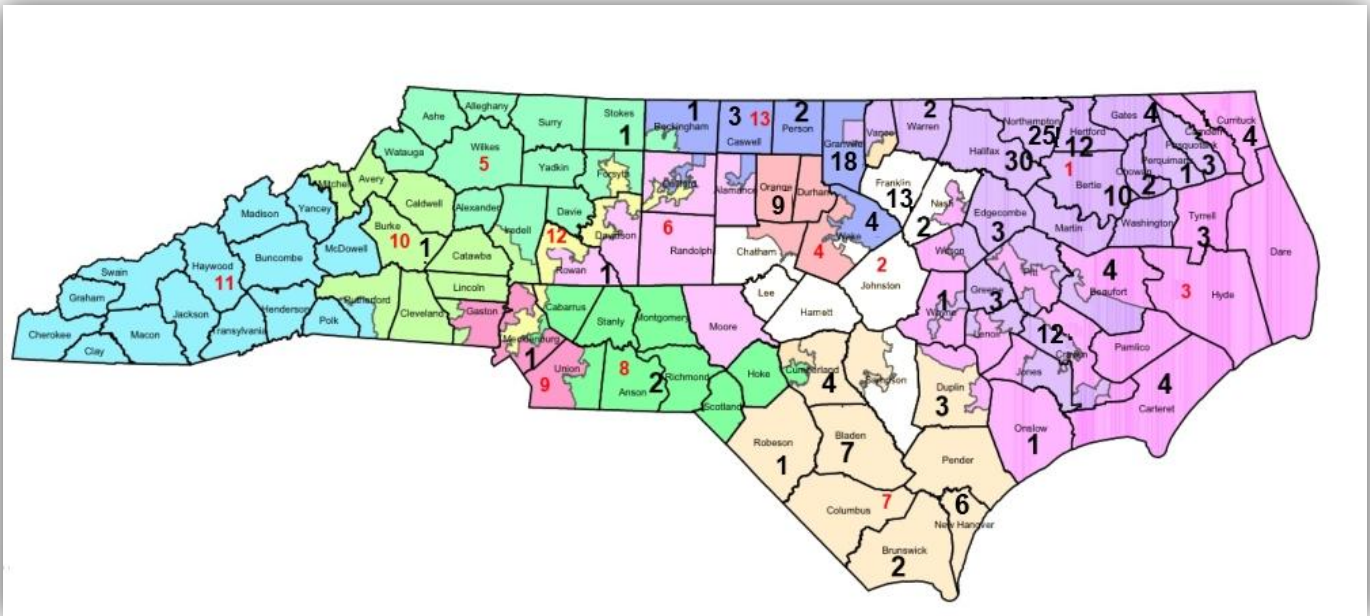 Ashe
Alleghany
Surry
Stokes
1
Rockingham
1
3
13
Caswell
2
Person
Granville
18
Vance
2
Warren
Northampton
25
Halifax
30
Hertford
12
Gates
4
Camden
Currituck
4
Pasquotank
Perquimans
3
1
Chowan
2
1
Bertie
10
Watauga
Wilkes
5
Yadkin
Forsyth
Guilford
Alamance
Orange
9
Durham
Franklin
13
Nash
2
Edgecombe
3
Martin
Washington
Tyrrell
3
Dare
Mitchell
Avery
Caldwell
Alexander
Iredell
Davie
12
Davidson
6
Randolph
Chatham
4
Wake
4
2
Johnston
Wilson
Madison
Yancey
McDowell
Burke
10
1
Catawba
Rowan
1
Pitt
4
Beaufort
3
Hyde
Swain
Haywood
11
Buncombe
Lincoln
Lee
Harnett
1
Wayne
Greene
3
Graham
Jackson
Henderson
Rutherford
Cleveland
Gaston
Cabarrus
Stanly
Montgomery
Moore
Lenoir
12
Craven
Pamlico
Cherokee
Macon
Transylvania
Polk
Mecklenburg
1
Clay
9
Union
8
Anson
2
Richmond
Hoke
Cumberland
4
Sampson
Duplin
3
Jones
4
Carteret
Scotland
Onslow
1
Robeson
1
Bladen
7
Pender
Columbus
7
6
New Hanover
Brunswick
2